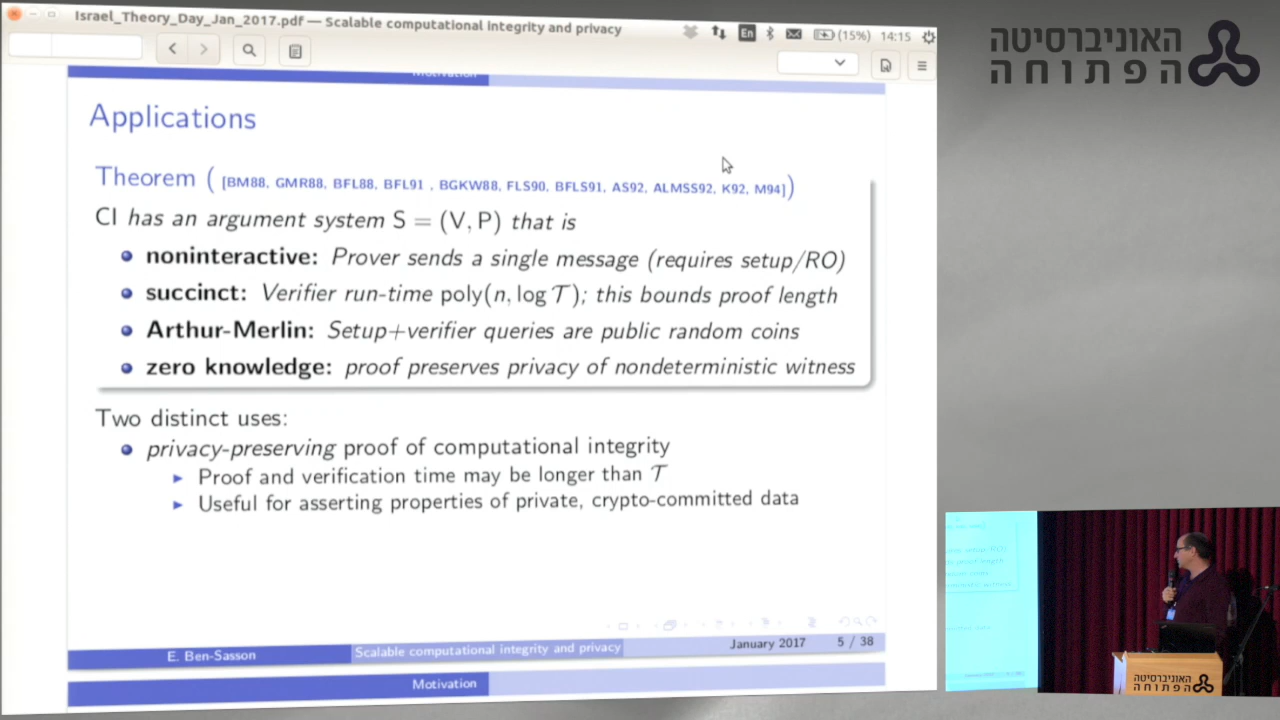 Israel_Theory_Day_Jan_2017.pdf — Scalable computational integrity and privacy
En
(15%) 14:15
האוניברסיטה
הפתוחה
Motivation
Applications
Theorem ( [BM88, GMR88, BFL88, BFL91 , BGKW88, FLS90, BFLS91, AS92, ALMSS92, K92, M94])
CI has an argument system S = (V, P) that is
noninteractive: Prover sends a single message (requires setup/RO)
succinct: Verifier run-time poly(n, log T); this bounds proof length
Arthur-Merlin: Setup+verifier queries are public random coins
zero knowledge: proof preserves privacy of nondeterministic witness
Two distinct uses:
privacy-preserving proof of computational integrity
Proof and verification time may be longer than T
Useful for asserting properties of private, crypto-committed data
E. Ben-Sasson
Scalable computational integrity and privacy
January 2017
5 / 38
Motivation
האוניברסיטה
הפתוחה